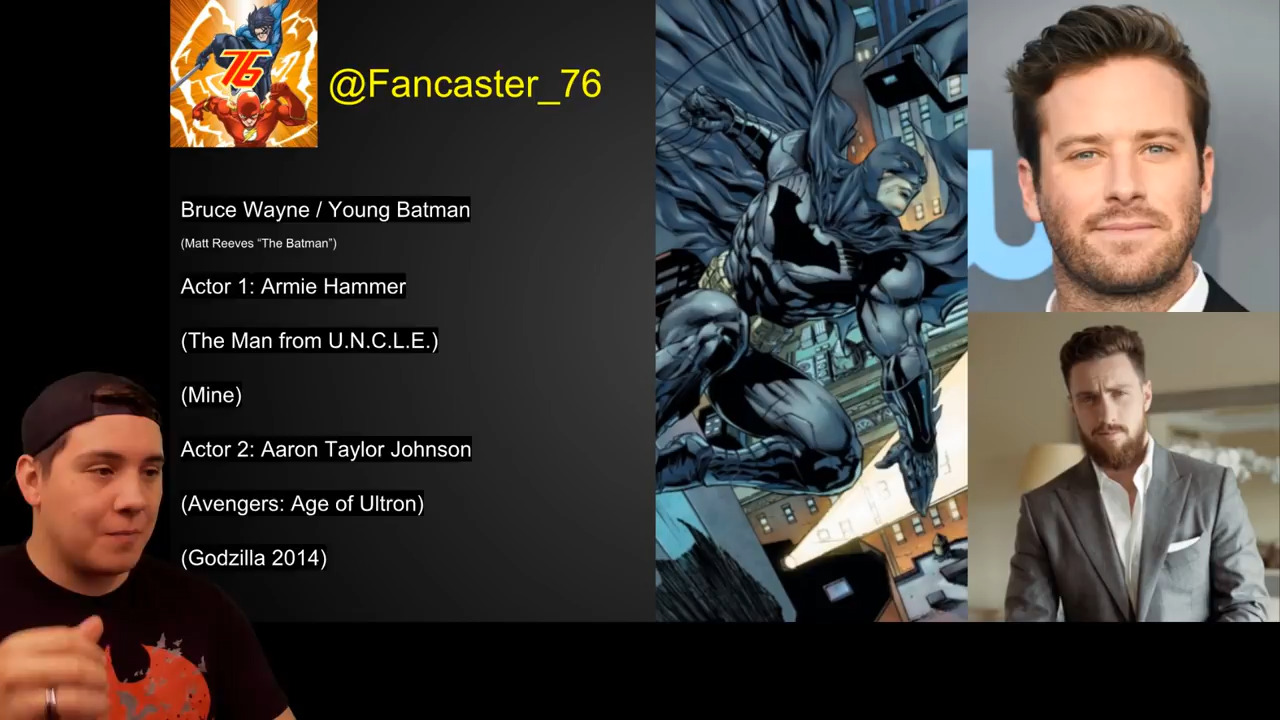 76
@Fancaster_76
Bruce Wayne / Young Batman
(Matt Reeves “The Batman”)
Actor 1: Armie Hammer
(The Man from U.N.C.L.E.)
(Mine)
Actor 2: Aaron Taylor Johnson
(Avengers: Age of Ultron)
(Godzilla 2014)